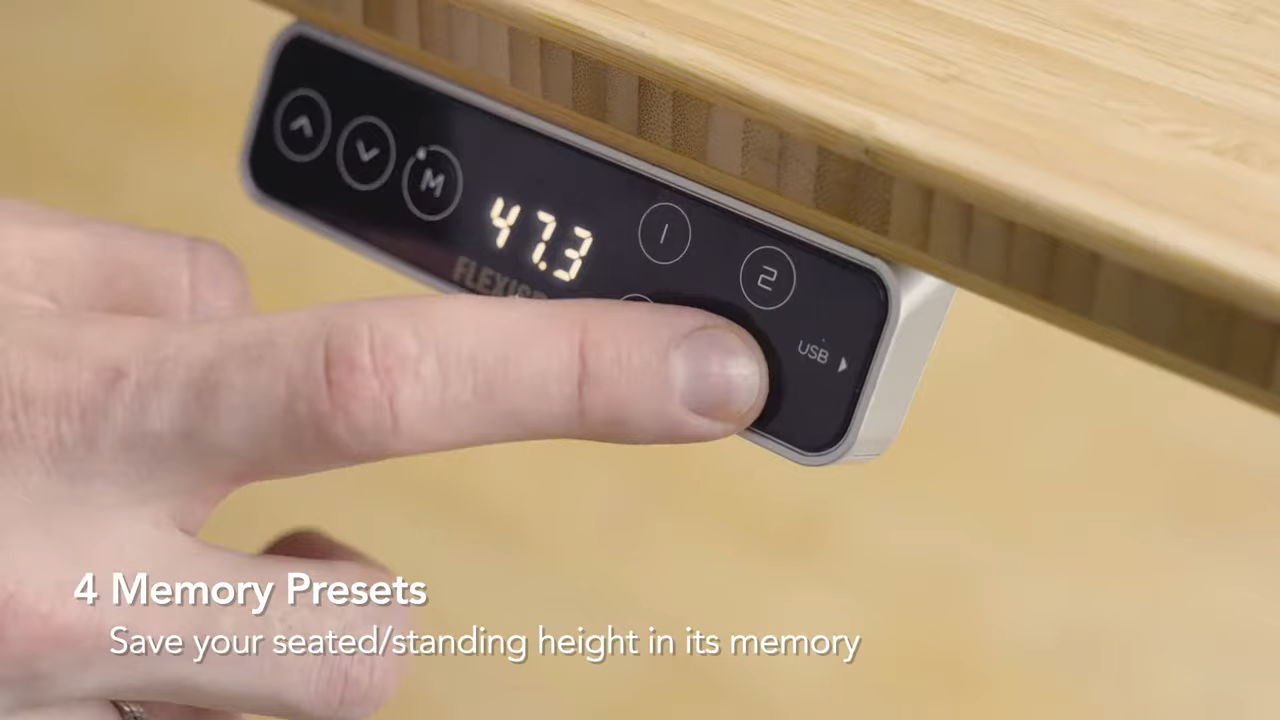 M
47.3
1
2
USB
4 Memory Presets
Save your seated/standing height in its memory